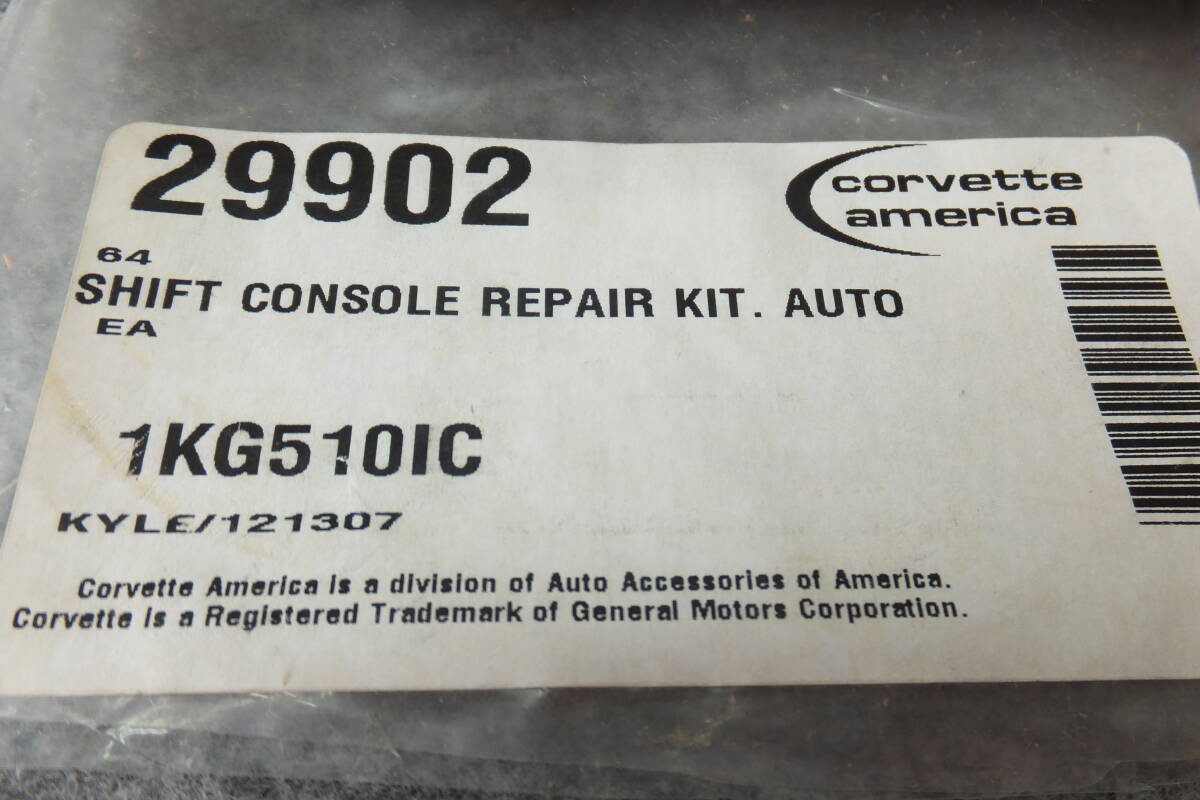 29902
corvette
america
64
SHIFT CONSOLE REPAIR KIT. AUTO
EA
1KG510IC
KYLE/121307
Corvette America is a division of Auto Accessories of America.
Corvette is a Registered Trademark of General Motors Corporation.